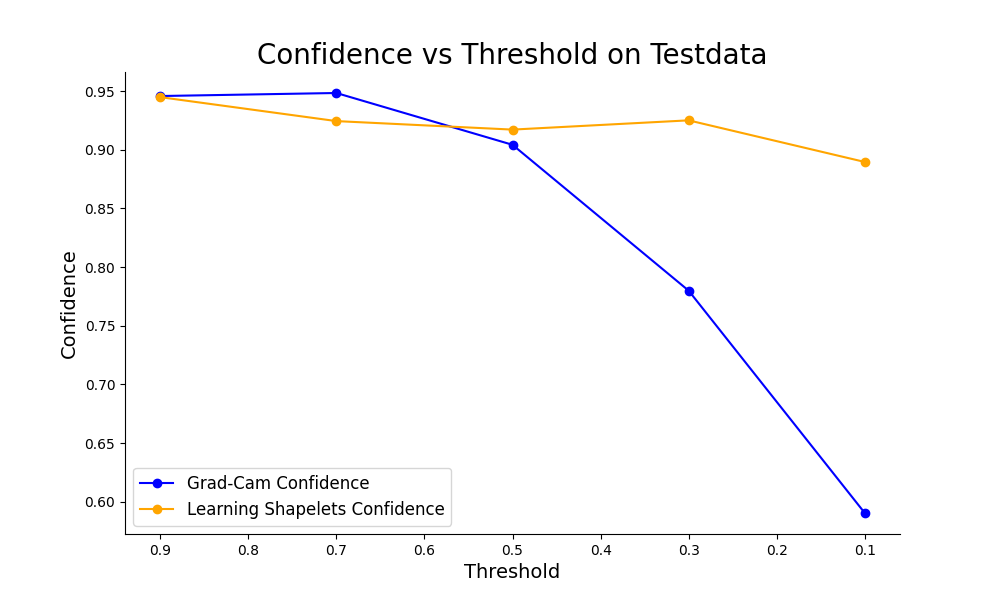 Confidence vs Threshold on Testdata
Confidence
0.95
0.90
0.85
0.80
0.75
0.70
0.65
0.60
Grad-Cam Confidence
Learning Shapelets Confidence
0.9 0.8 0.7 0.6 0.5 0.4 0.3 0.2 0.1
Threshold